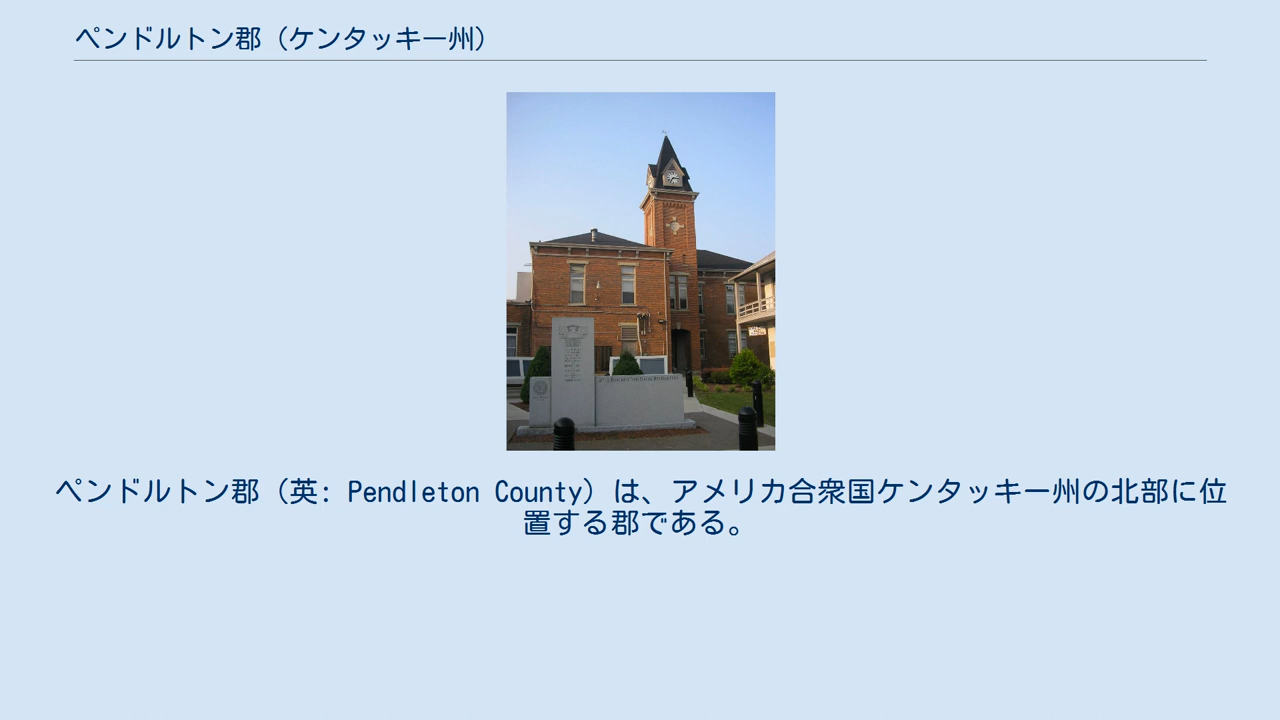 ペンドルトン郡（ケンタッキー州）
ペンドルトン郡（英: Pendleton County）は、アメリカ合衆国ケンタッキー州の北部に位
置する郡である。